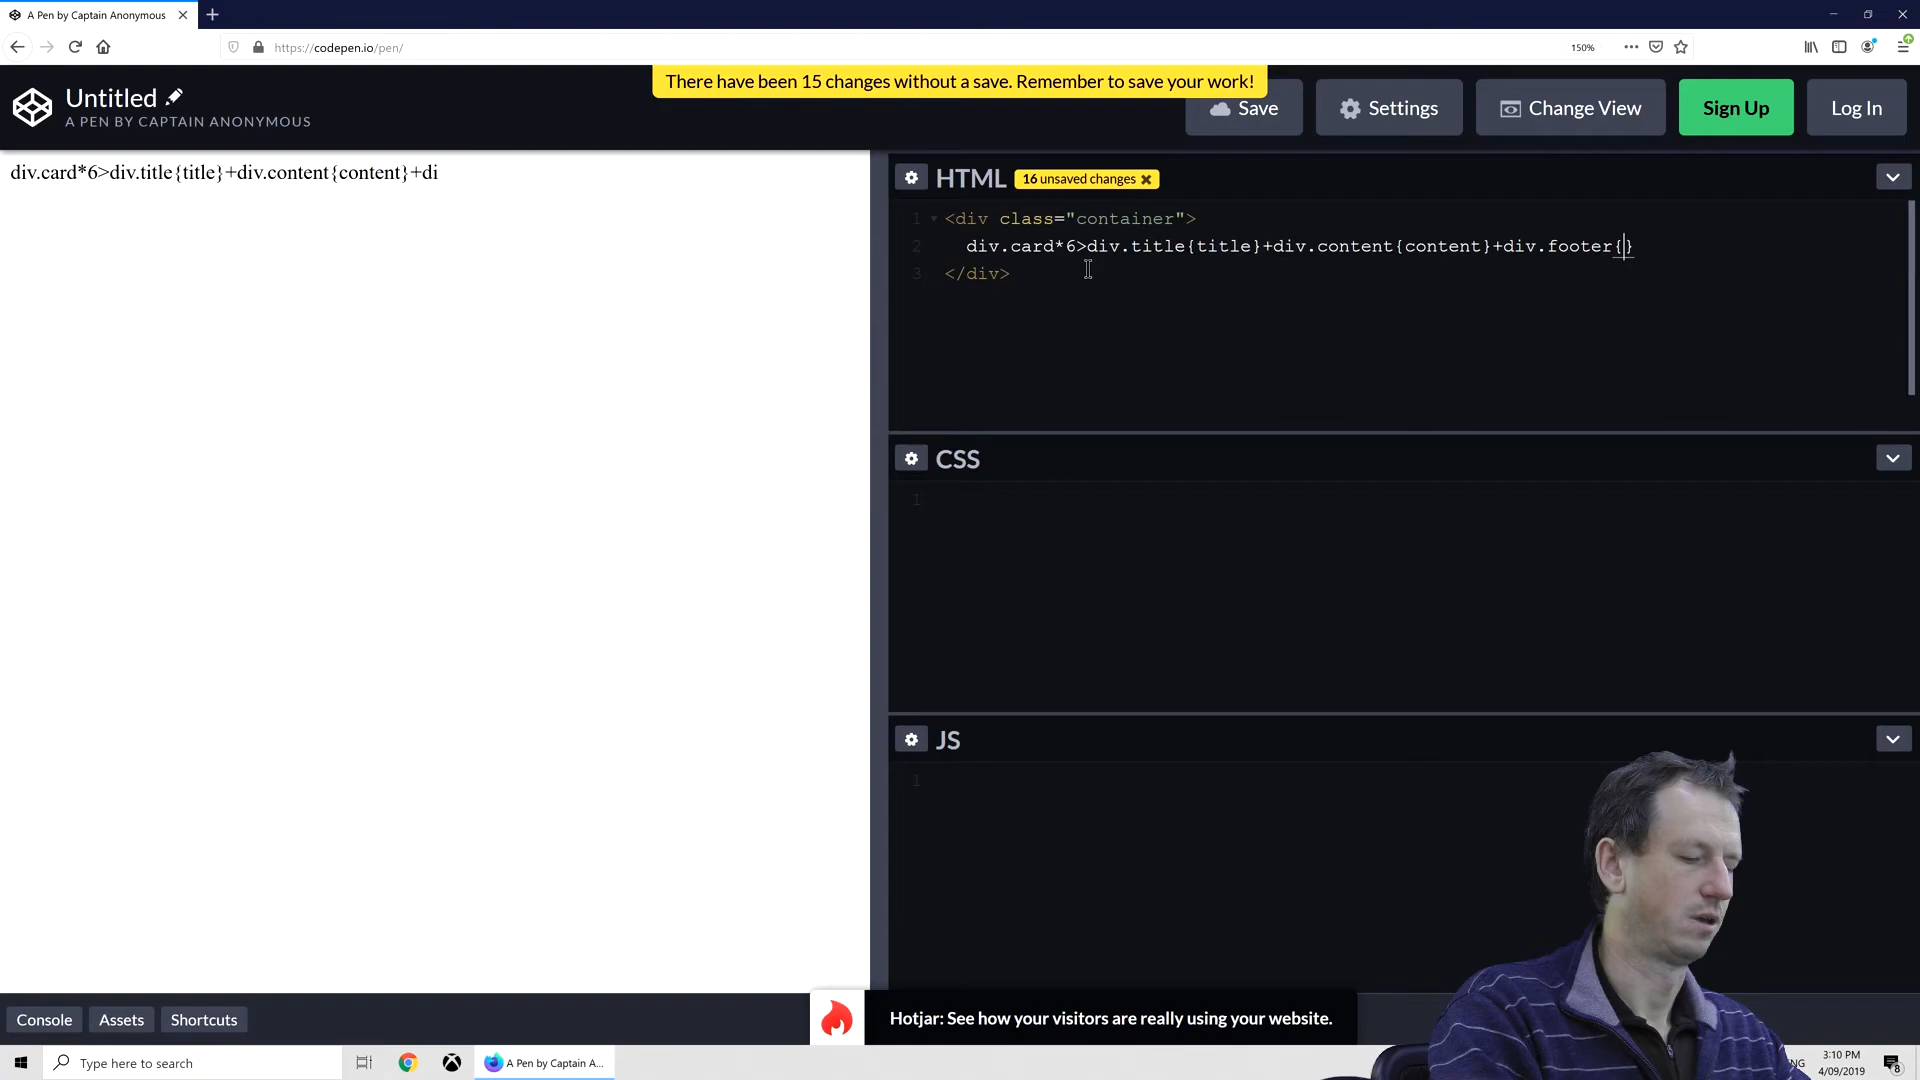 A Pen by Captain Anonymous
https://codepen.io/pen/
150%
There have been 15 changes without a save. Remember to save your work!
Untitled
A PEN BY CAPTAIN ANONYMOUS
Save
Settings
Change View
Sign Up
Log In
div.card*6>div.title{title}+div.content{content}+di
HTML
16 unsaved changes
1 <div class="container">
2 div.card*6>div.title{title}+div.content{content}+div.footer{}
3 </div>
CSS
1
JS
1
Console
Assets
Shortcuts
Hotjar: See how your visitors are really using your website.
Type here to search
A Pen by Captain A...
NG
3:10 PM
4/09/2019
8